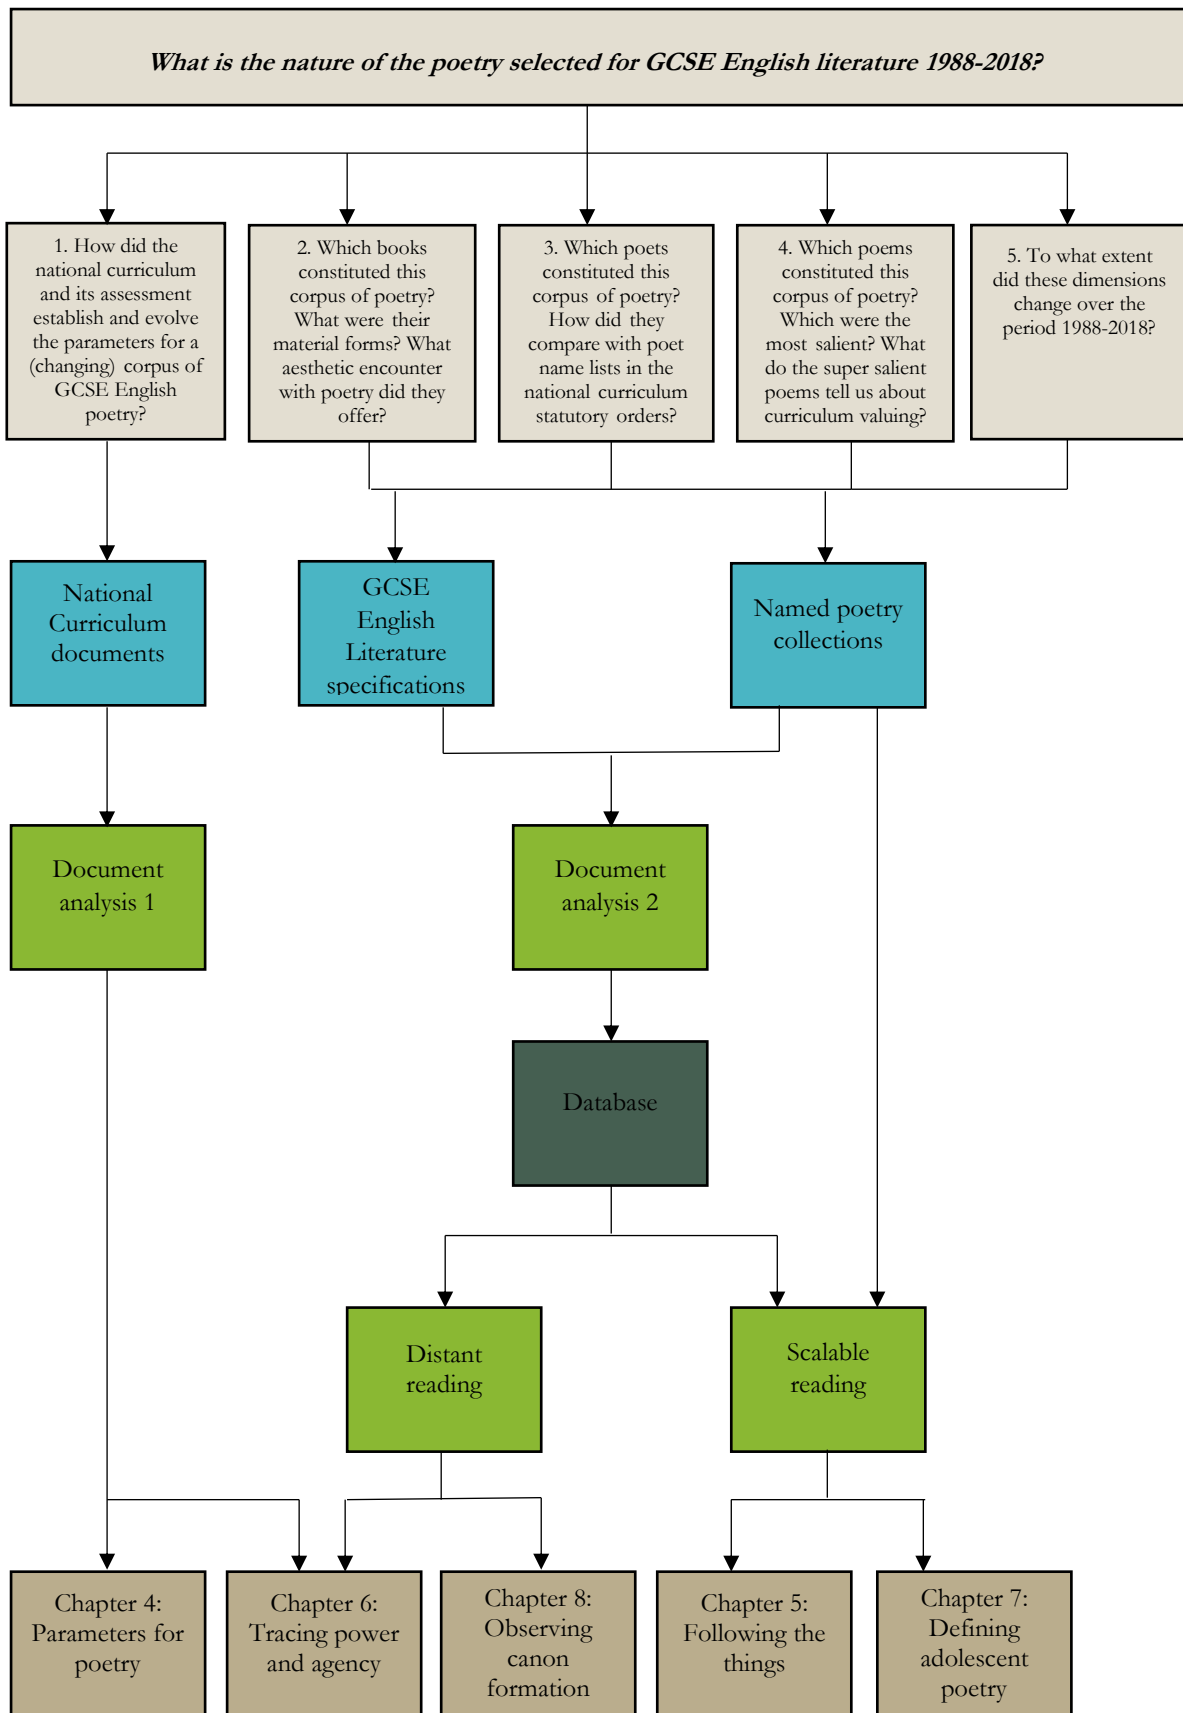 What is the nature of the poetry selected for GCSE English literature 1988-2018?
1. How did the
national curriculum
and its assessment
establish and evolve
the parameters for a
(changing) corpus of
GCSE English
poetry?
2. Which books
constituted this
corpus of poetry?
What were their
material forms? What
aesthetic encounter
with poetry did they
offer?
3. Which poets
constituted this
corpus of poetry?
How did they
compare with poet
name lists in the
national curriculum
statutory orders?
4. Which poems
constituted this
corpus of poetry?
Which were the
most salient? What
do the super salient
poems tell us about
curriculum valuing?
5. To what extent
did these dimensions
change over the
period 1988-2018?
National
Curriculum
documents
GCSE
English
Literature
specifications
Named poetry
collections
Document
analysis 1
Document
analysis 2
Database
Distant
reading
Scalable
reading
Chapter 4:
Parameters for
poetry
Chapter 6:
Tracing power
and agency
Chapter 8:
Observing
canon
formation
Chapter 5:
Following the
things
Chapter 7:
Defining
adolescent
poetry